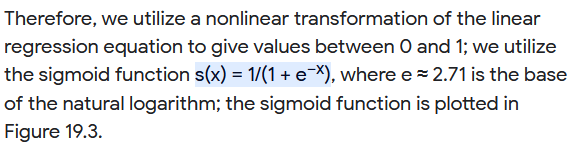 Therefore, we utilize a nonlinear transformation of the linear
regression equation to give values between 0 and 1; we utilize
the sigmoid function s(x) = 1/(1 + e⁻ˣ), where e ≈ 2.71 is the base
of the natural logarithm; the sigmoid function is plotted in
Figure 19.3.